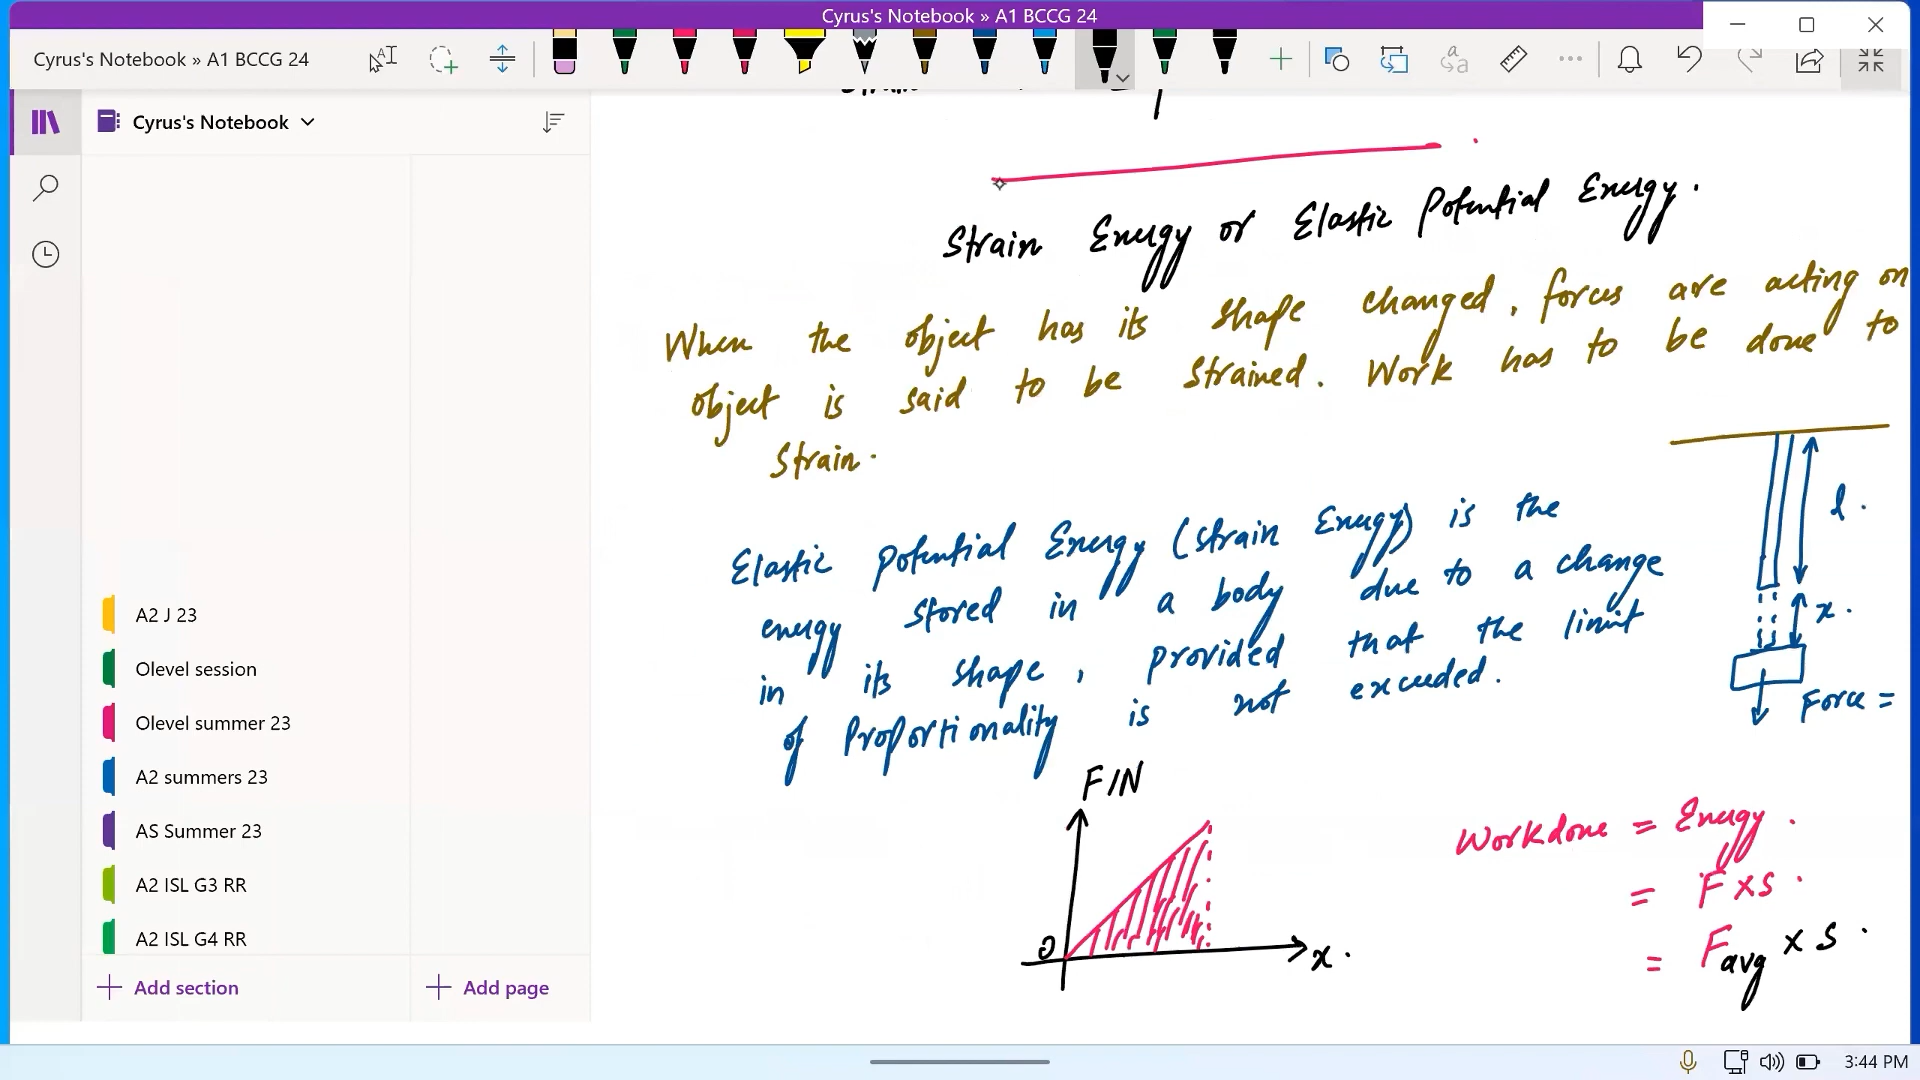 Cyrus's Notebook » A1 BCCG 24
Cyrus's Notebook » A1 BCCG 24
Cyrus's Notebook
A2 J 23
Olevel session
Olevel summer 23
A2 summers 23
AS Summer 23
A2 ISL G3 RR
A2 ISL G4 RR
Add section
Add page
Strain Energy or Elastic Potential Energy.
When the object has its shape changed, forces are acting on
object is said to be strained. Work has to be done to
strain.
l.
Elastic Potential Energy (Strain Energy) is the
energy stored in a body due to a change
in its shape, provided that the limit
of Proportionality is not exceeded.
x.
Force =
F/N
0
x.
Workdone = Energy.
= F x s.
= Favg x s.
3:44 PM